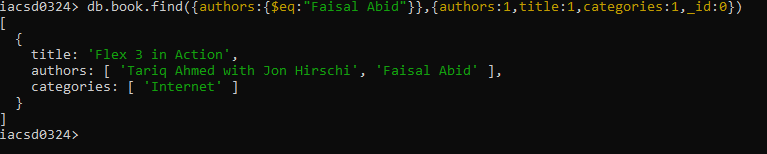 iacsd0324> db.book.find({authors:{$eq:"Faisal Abid"}},{authors:1,title:1,categories:1,_id:0})
[
  {
    title: 'Flex 3 in Action',
    authors: [ 'Tariq Ahmed with Jon Hirschi', 'Faisal Abid' ],
    categories: [ 'Internet' ]
  }
]
iacsd0324>